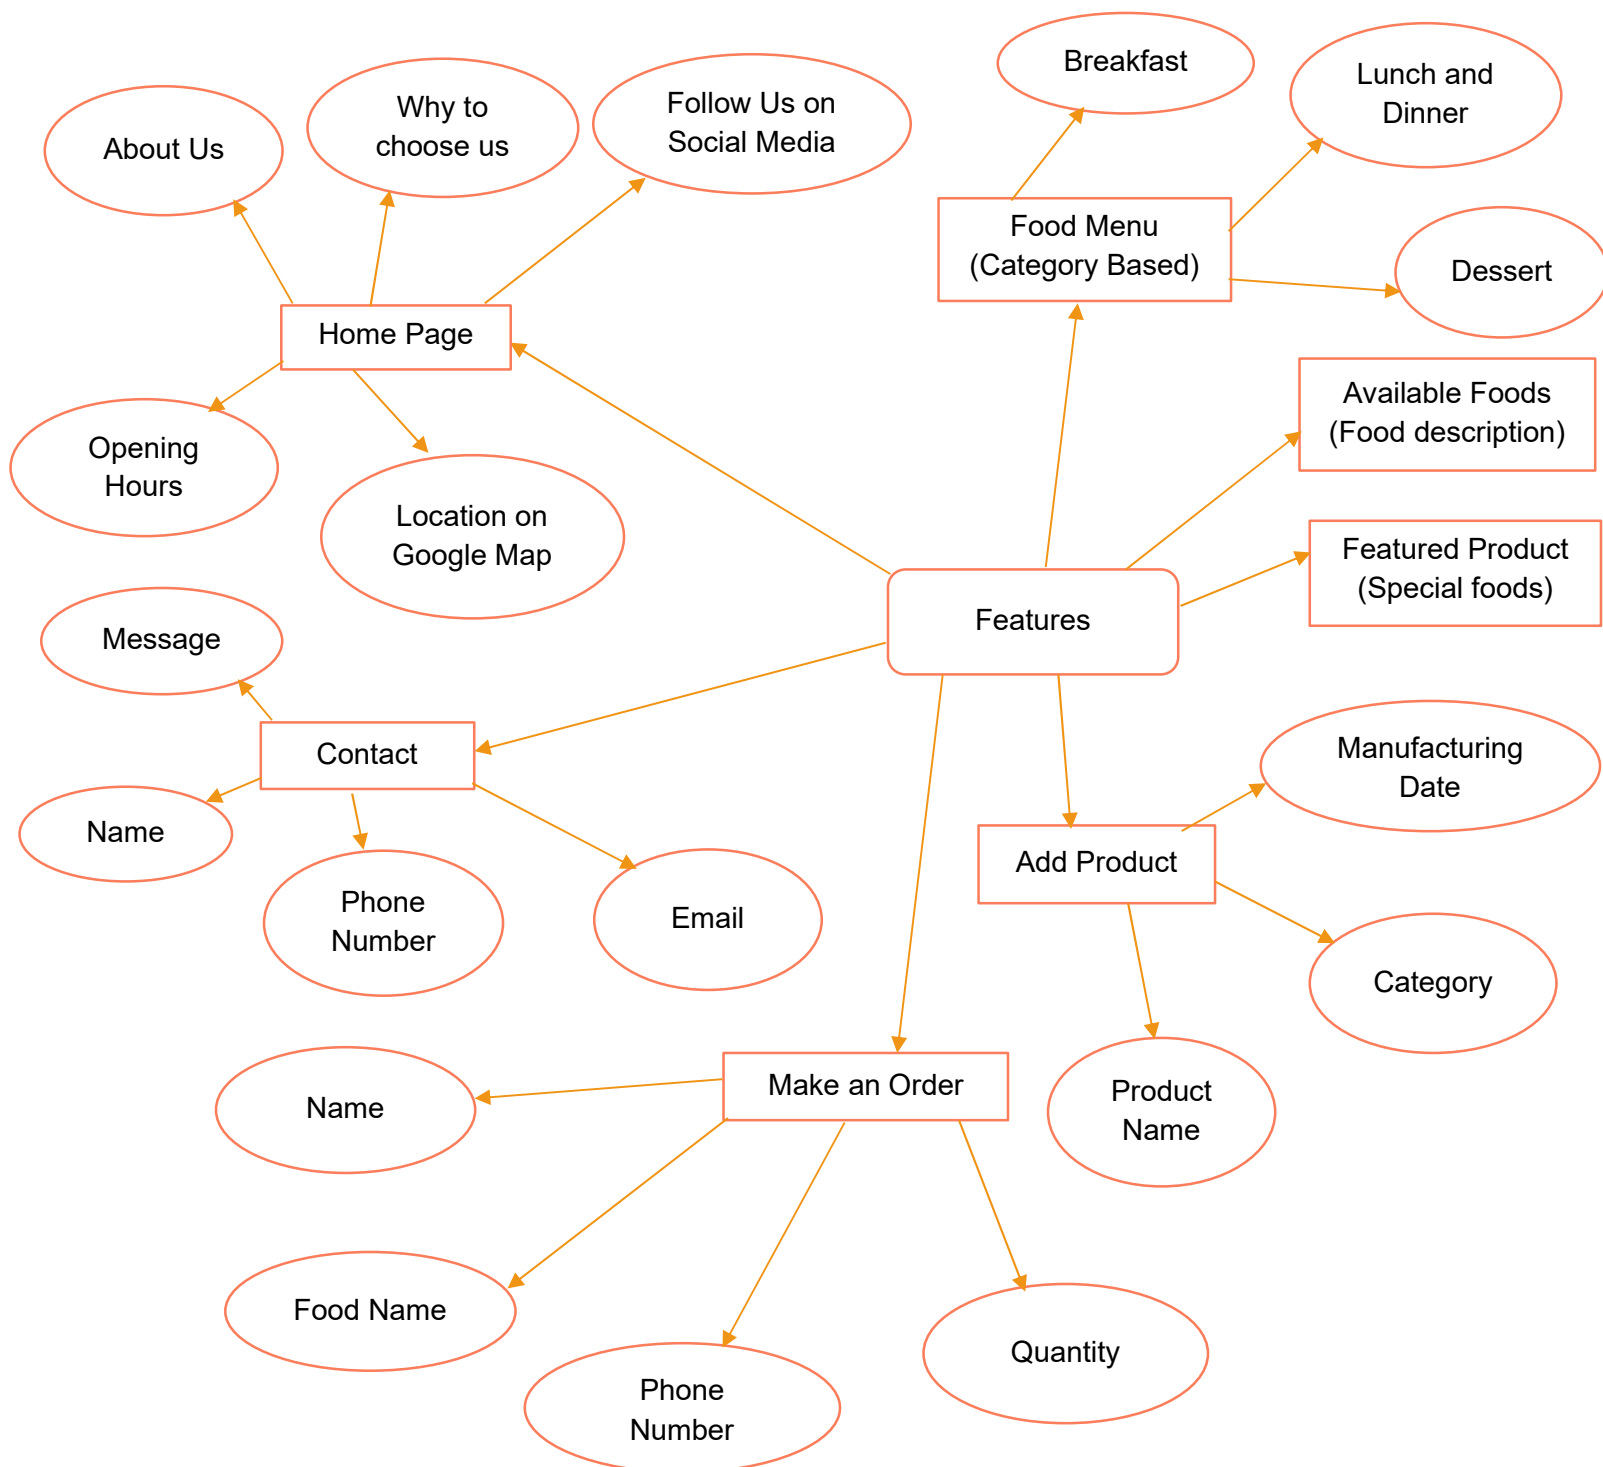 Breakfast
Lunch and
Dinner
Follow Us on
Social Media
Why to
choose us
About Us
Food Menu
(Category Based)
Dessert
Home Page
Available Foods
(Food description)
Opening
Hours
Location on
Google Map
Featured Product
(Special foods)
Features
Message
Contact
Manufacturing
Date
Name
Add Product
Phone
Number
Email
Category
Make an Order
Name
Product
Name
Food Name
Quantity
Phone
Number